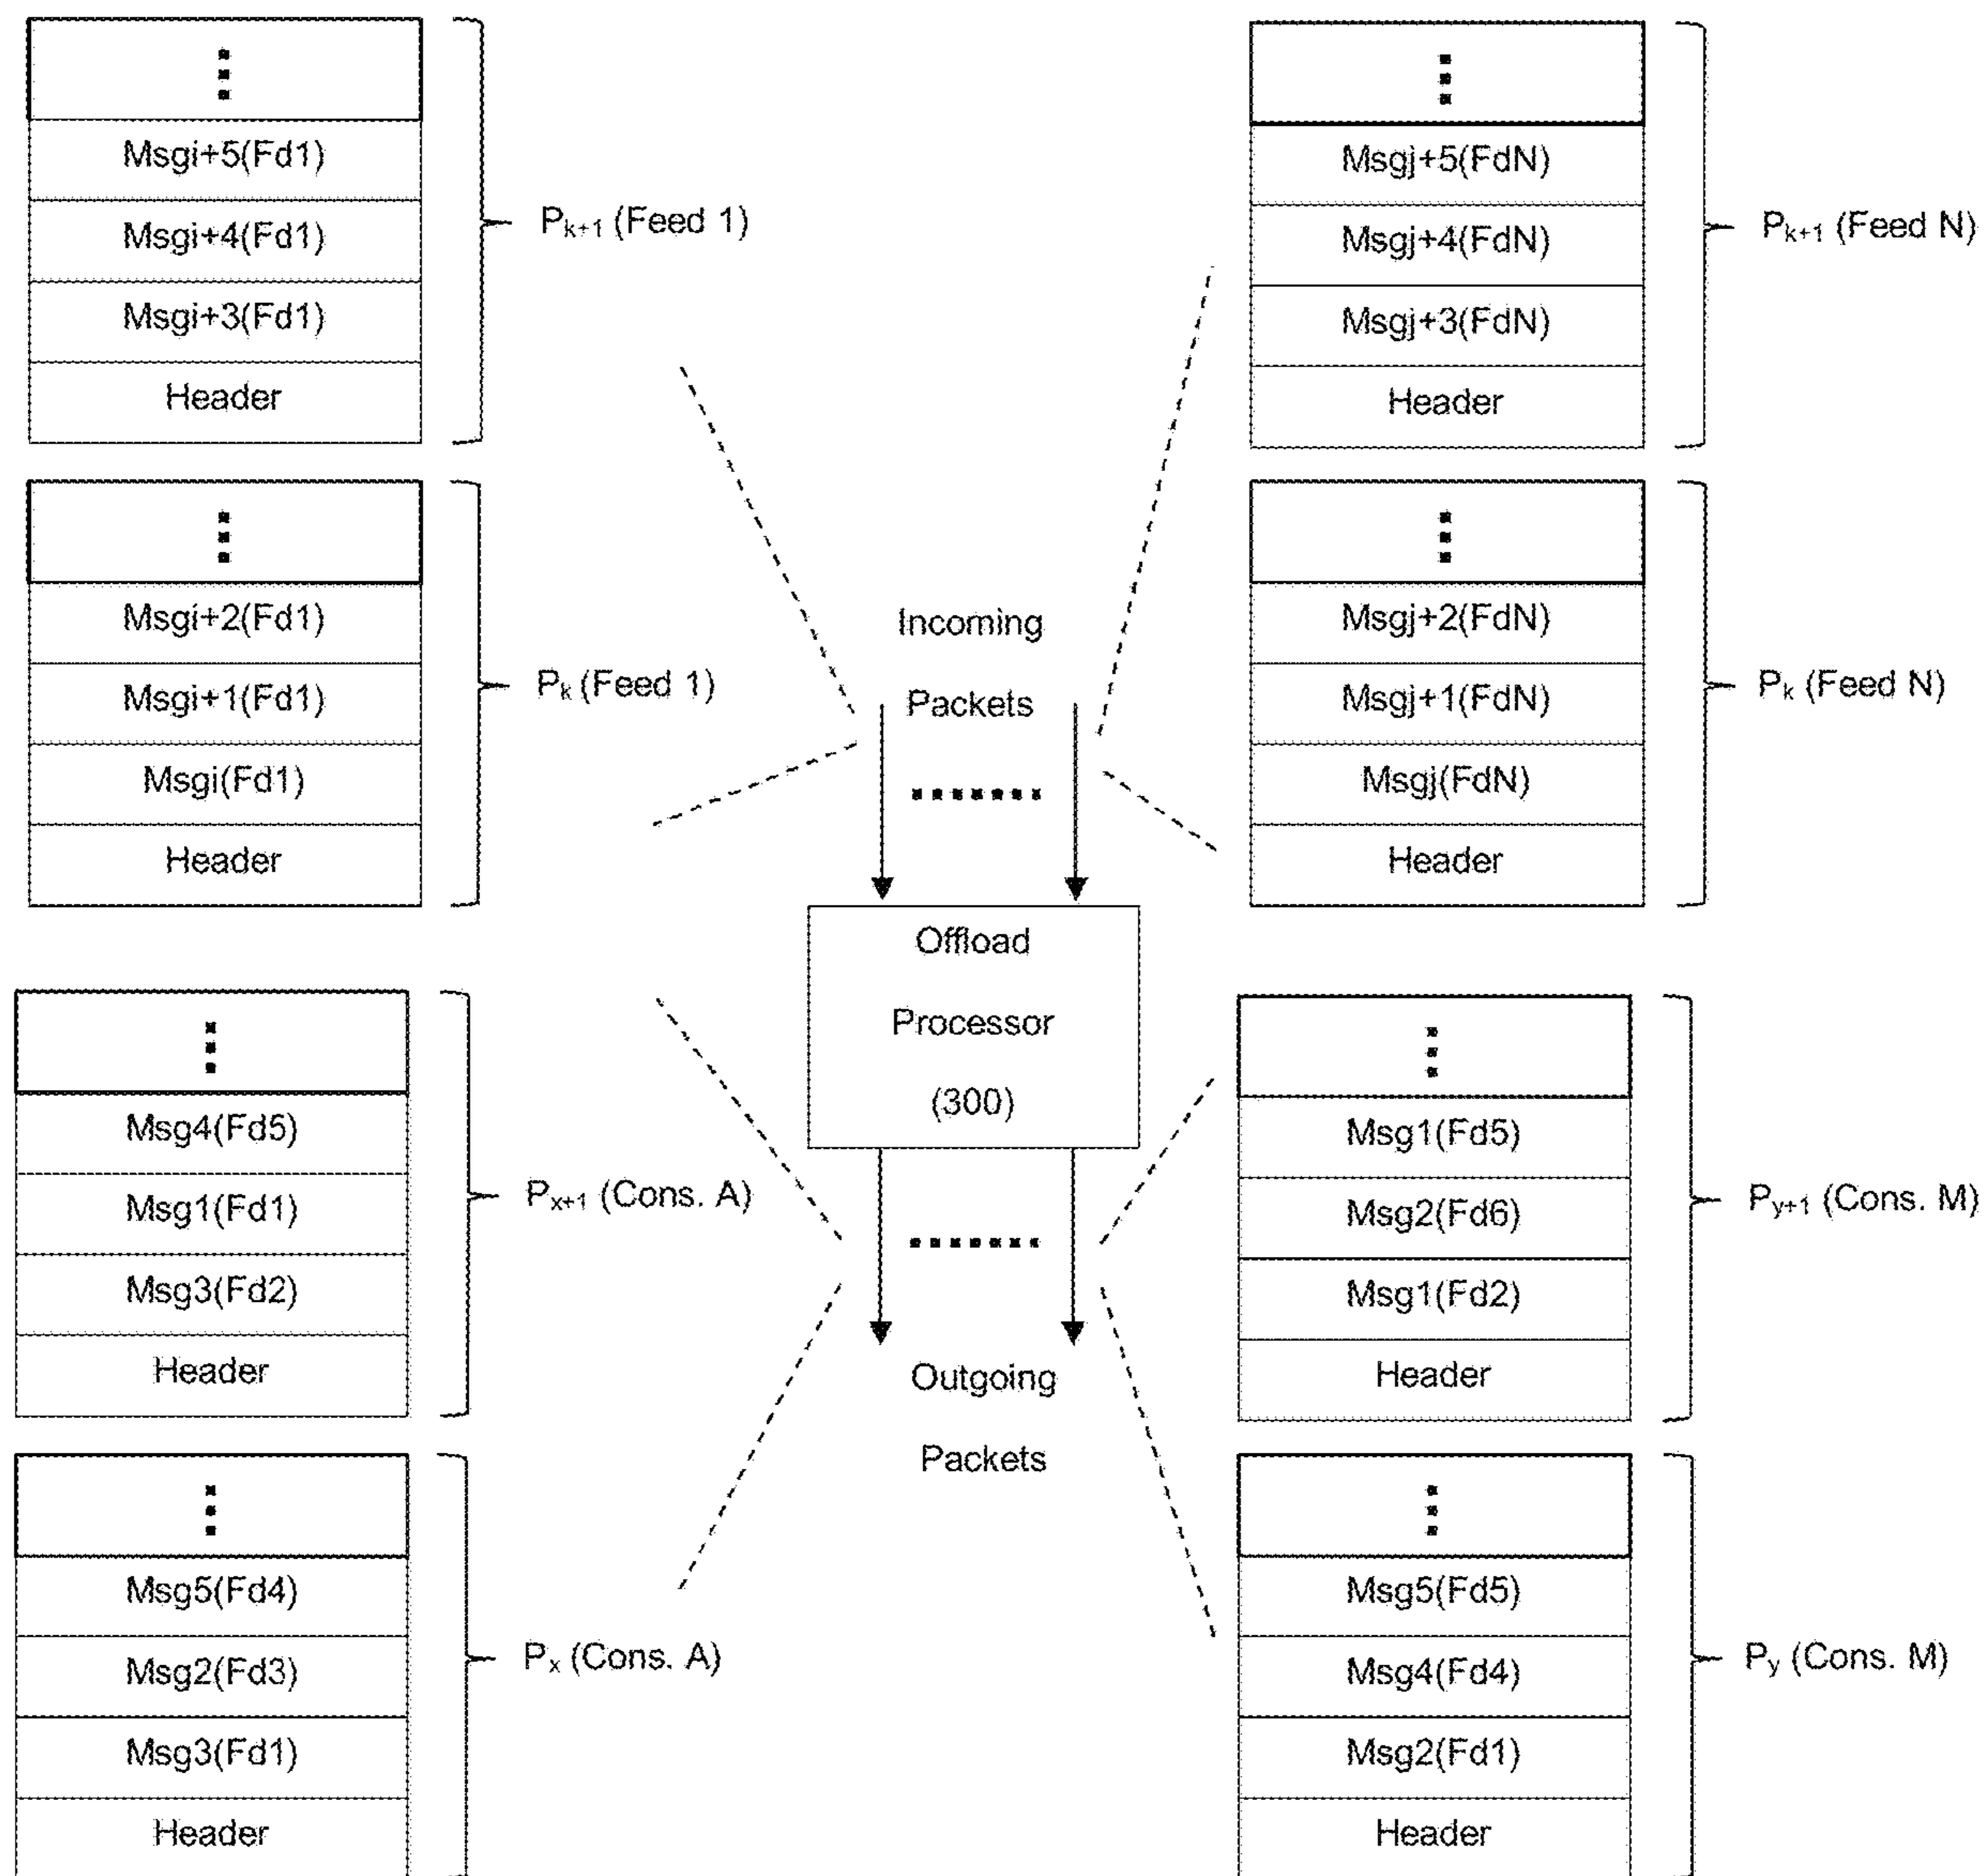 Msgi+5(Fd1)
Msgi+4(Fd1)
Msgi+3(Fd1)
Header
Pk+1 (Feed 1)
Msgi+2(Fd1)
Msgi+1(Fd1)
Msgi(Fd1)
Header
Pk (Feed 1)
Incoming
Packets
Msgj+5(FdN)
Msgj+4(FdN)
Msgj+3(FdN)
Header
Pk+1 (Feed N)
Msgj+2(FdN)
Msgj+1(FdN)
Msgj(FdN)
Header
Pk (Feed N)
Offload
Processor
(300)
Msg4(Fd5)
Msg1(Fd1)
Msg3(Fd2)
Header
Px+1 (Cons. A)
Msg5(Fd4)
Msg2(Fd3)
Msg3(Fd1)
Header
Px (Cons. A)
Outgoing
Packets
Msg1(Fd5)
Msg2(Fd6)
Msg1(Fd2)
Header
Py+1 (Cons. M)
Msg5(Fd5)
Msg4(Fd4)
Msg2(Fd1)
Header
Py (Cons. M)